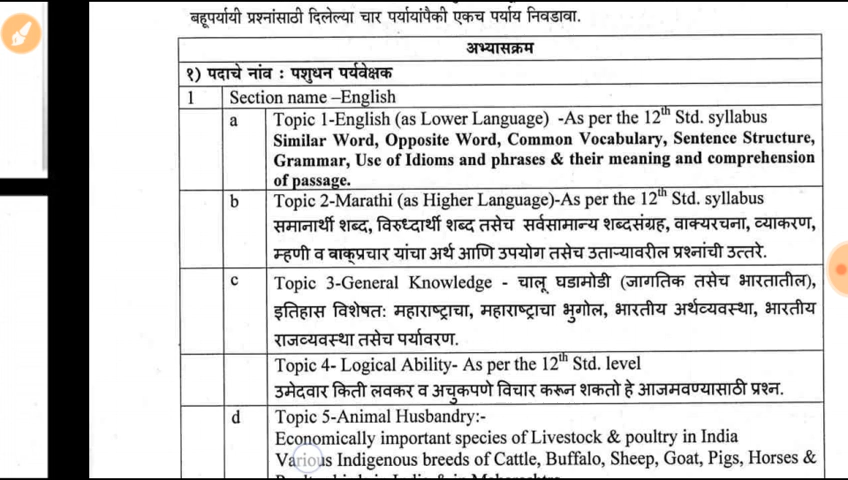 बहूपर्यायी प्रश्नांसाठी दिलेल्या चार पर्यायांपैकी एकच पर्याय निवडावा.
अभ्यासक्रम
१) पदाचे नांव : पशुधन पर्यवेक्षक
1 Section name –English
a Topic 1-English (as Lower Language) -As per the 12th Std. syllabus
Similar Word, Opposite Word, Common Vocabulary, Sentence Structure,
Grammar, Use of Idioms and phrases & their meaning and comprehension
of passage.
b Topic 2-Marathi (as Higher Language)-As per the 12th Std. syllabus
समानार्थी शब्द, विरुध्दार्थी शब्द तसेच सर्वसामान्य शब्दसंग्रह, वाक्यरचना, व्याकरण,
म्हणी व वाक्‌प्रचार यांचा अर्थ आणि उपयोग तसेच उताऱ्यावरील प्रश्नांची उत्तरे.
c Topic 3-General Knowledge - चालू घडामोडी (जागतिक तसेच भारतातील),
इतिहास विशेषत: महाराष्ट्राचा, महाराष्ट्राचा भुगोल, भारतीय अर्थव्यवस्था, भारतीय
राजव्यवस्था तसेच पर्यावरण.
Topic 4- Logical Ability- As per the 12th Std. level
उमेदवार किती लवकर व अचुकपणे विचार करून शकतो हे आजमवण्यासाठी प्रश्न.
d Topic 5-Animal Husbandry:-
Economically important species of Livestock & poultry in India
Various Indigenous breeds of Cattle, Buffalo, Sheep, Goat, Pigs, Horses &